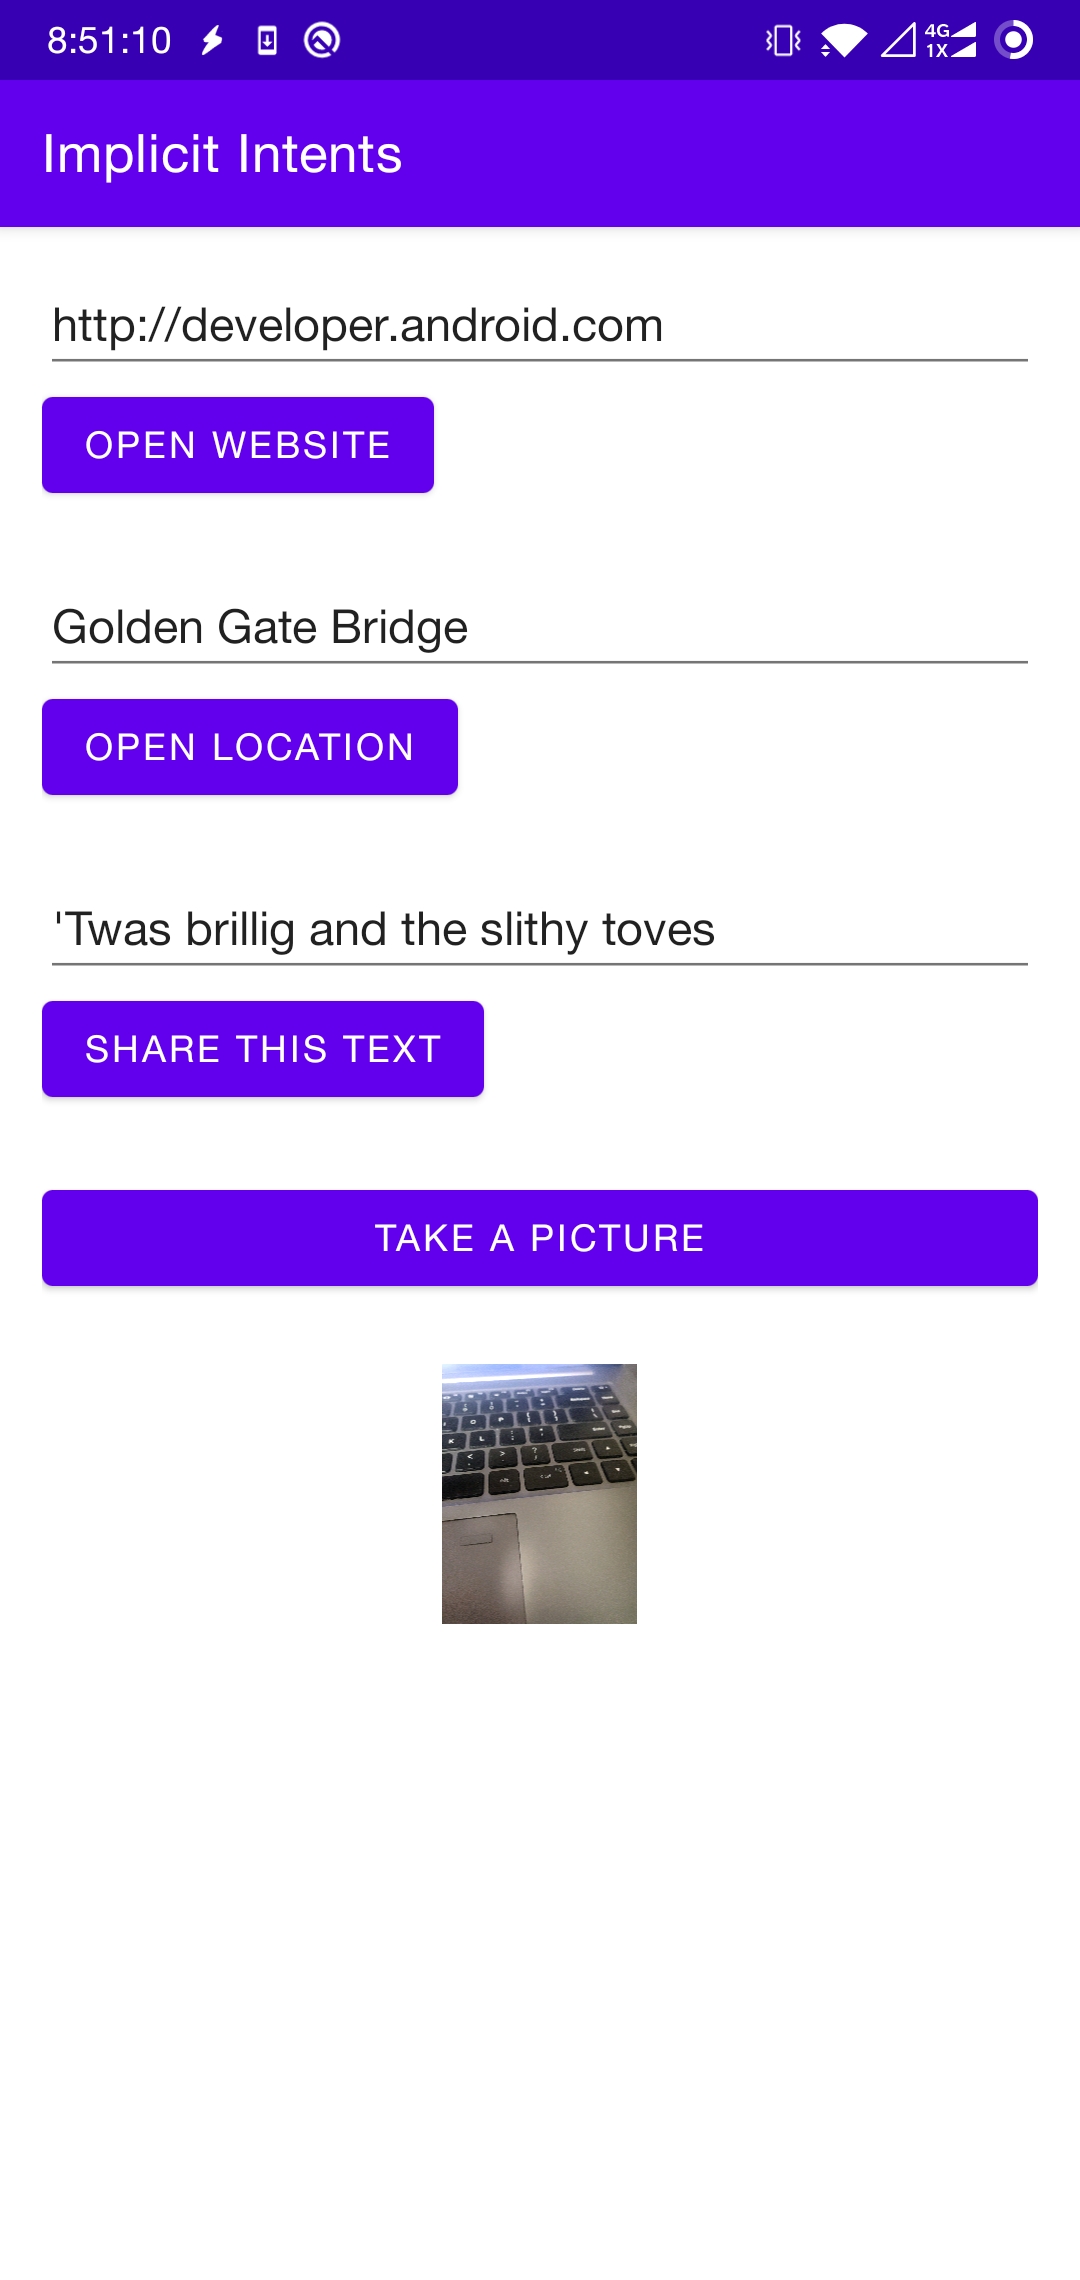 8:51:10
4G
1X
Implicit Intents
http://developer.android.com
OPEN WEBSITE
Golden Gate Bridge
OPEN LOCATION
'Twas brillig and the slithy toves
SHARE THIS TEXT
TAKE A PICTURE